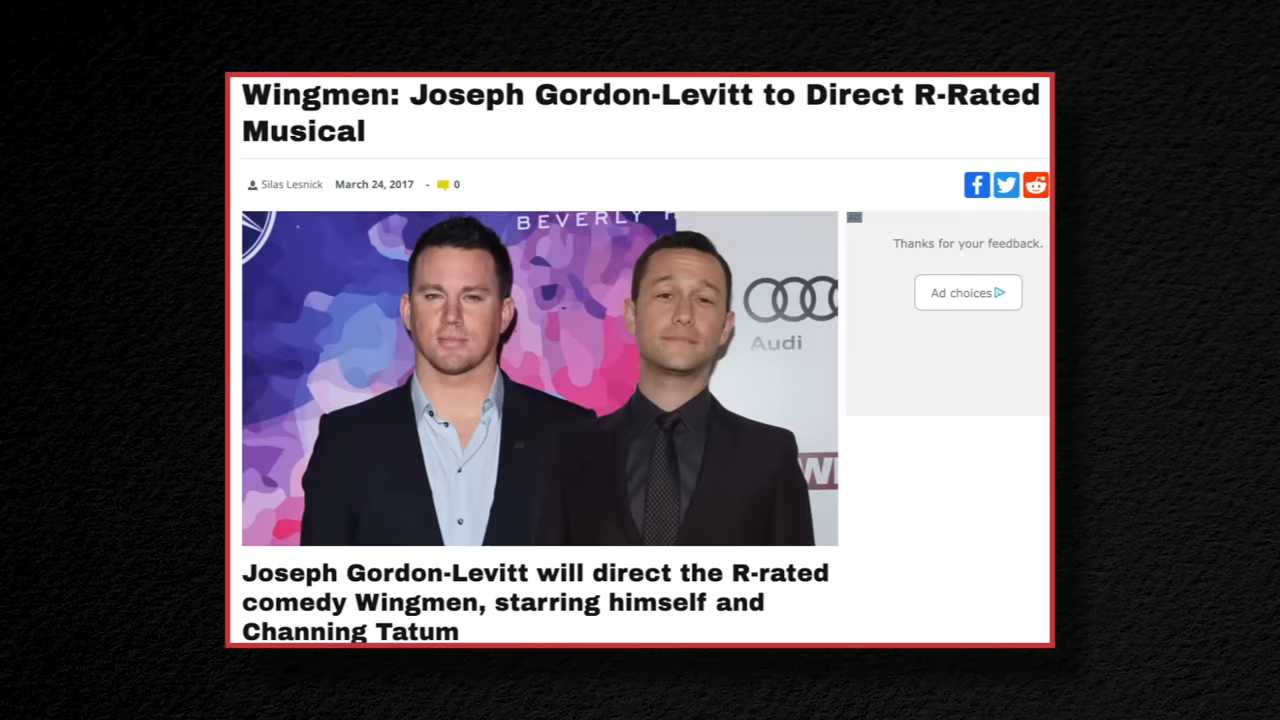 Wingmen: Joseph Gordon-Levitt to Direct R-Rated
Musical
Silas Lesnick March 24, 2017 - 0
BEVERLY H
Audi
AD
Thanks for your feedback.
Ad choices
Joseph Gordon-Levitt will direct the R-rated
comedy Wingmen, starring himself and
Channing Tatum